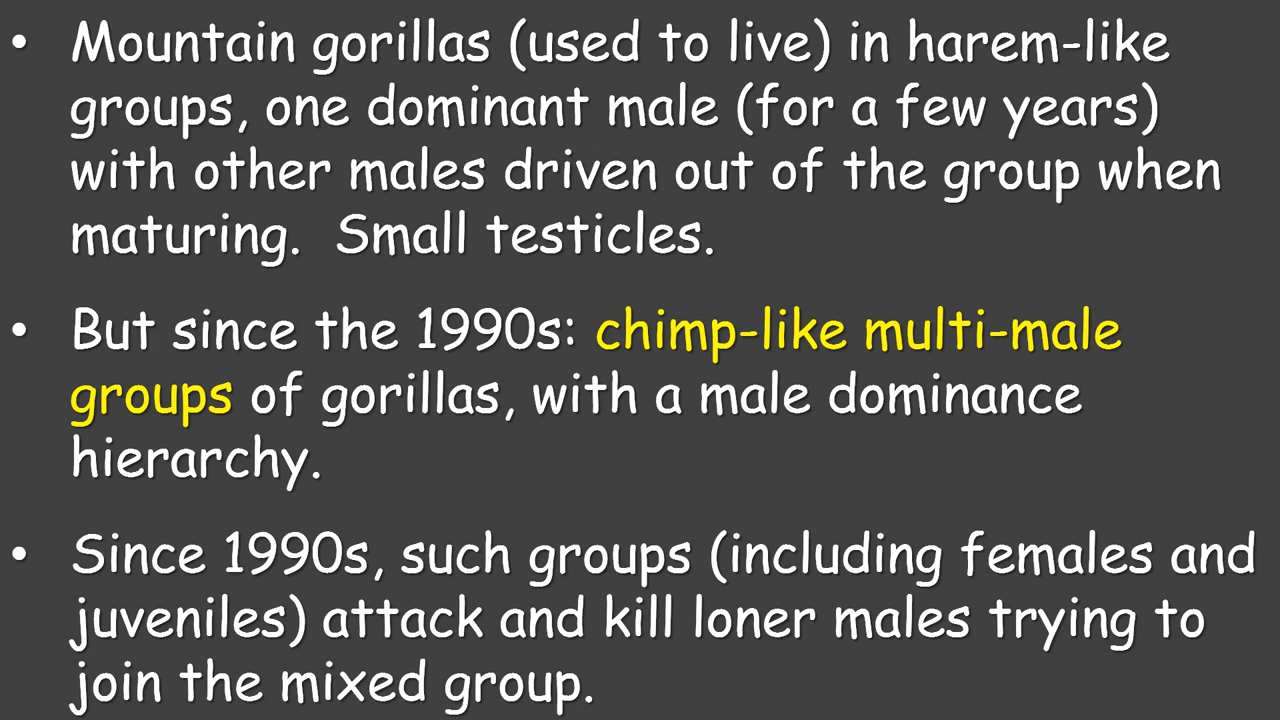 • Mountain gorillas (used to live) in harem-like
groups, one dominant male (for a few years)
with other males driven out of the group when
maturing.  Small testicles.
• But since the 1990s: chimp-like multi-male
groups of gorillas, with a male dominance
hierarchy.
• Since 1990s, such groups (including females and
juveniles) attack and kill loner males trying to
join the mixed group.